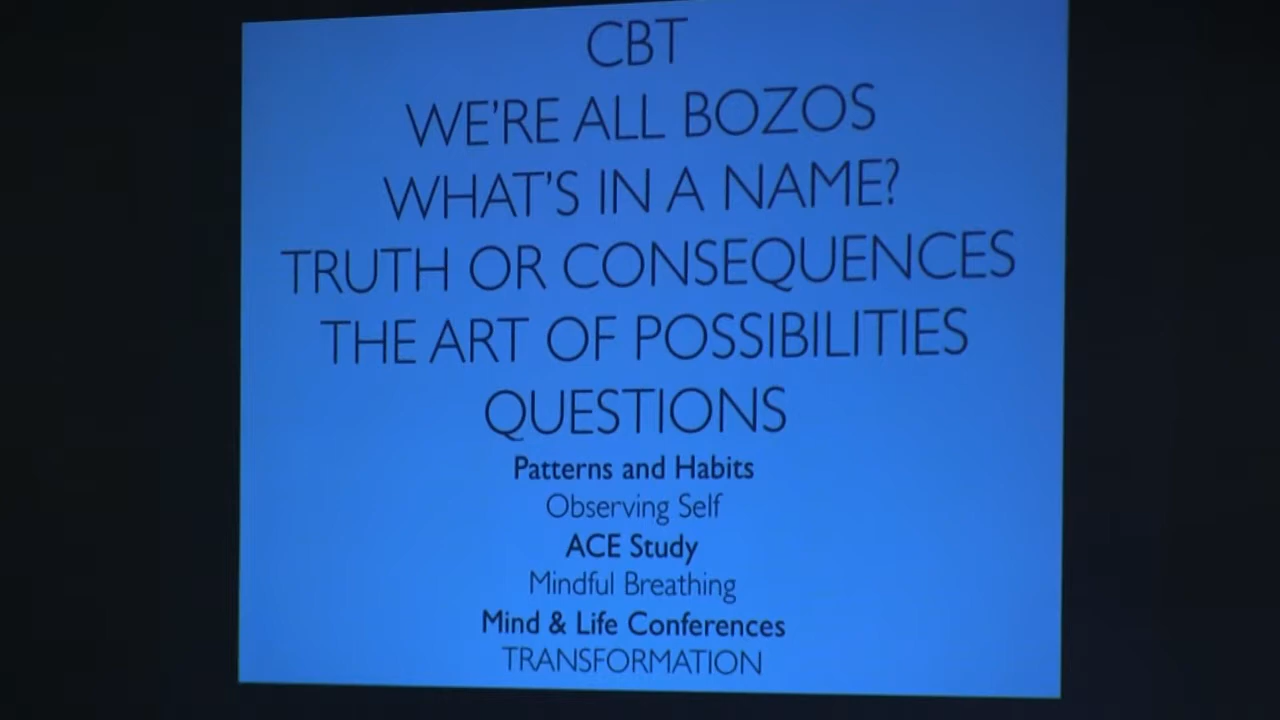 CBT
WE'RE ALL BOZOS
WHAT'S IN A NAME?
TRUTH OR CONSEQUENCES
THE ART OF POSSIBILITIES
QUESTIONS
Patterns and Habits
Observing Self
ACE Study
Mindful Breathing
Mind & Life Conferences
TRANSFORMATION